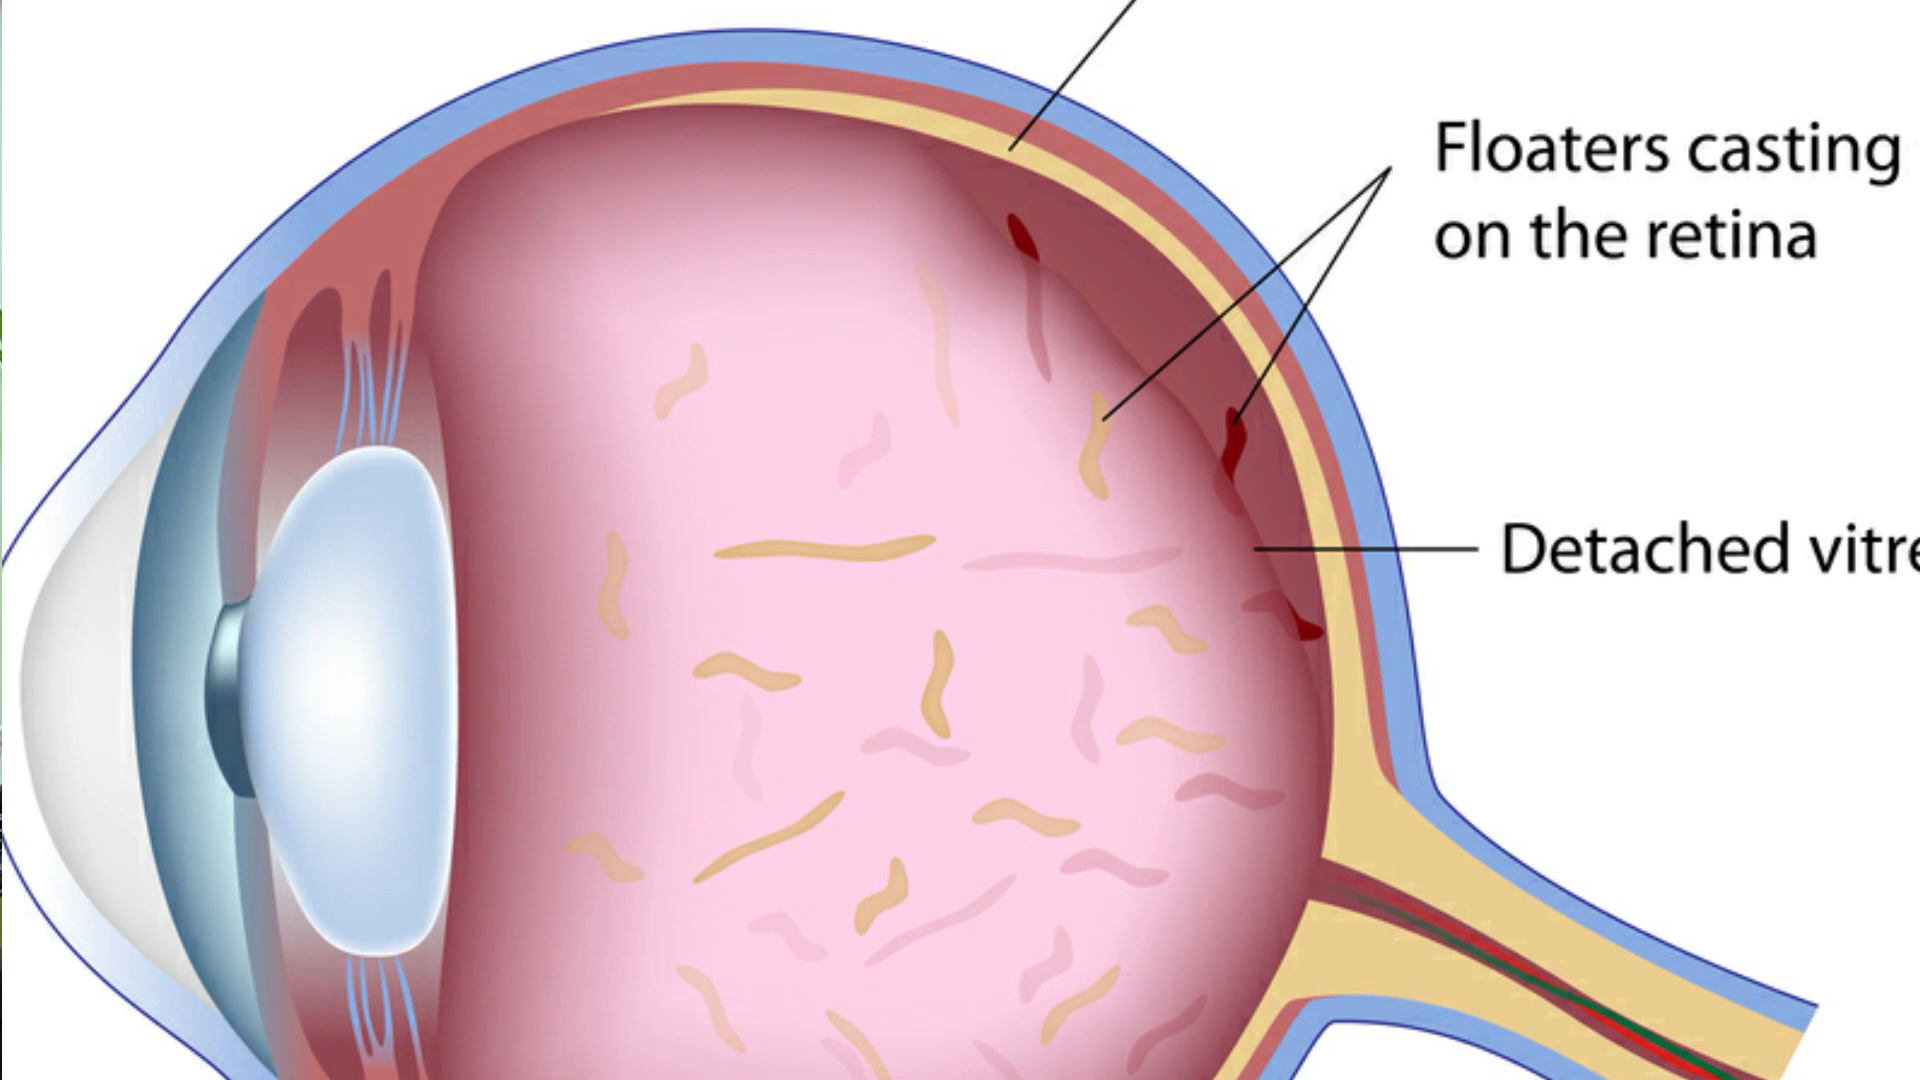 Floaters casting
on the retina
Detached vitre